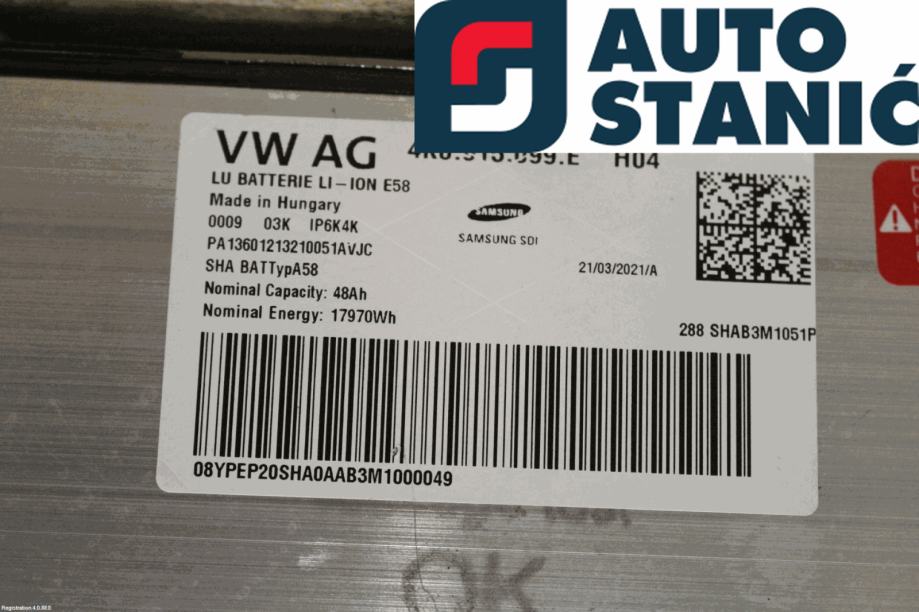 AUTO
STANIĆ
VW AG H04
LU BATTERIE LI-ION E58
Made in Hungary
0009 03K IP6K4K
PA13601213210051AVJC
SHA BATTypA58
Nominal Capacity: 48Ah
Nominal Energy: 17970Wh
SAMSUNG
SAMSUNG SDI
21/03/2021/A
288 SHAB3M1051P
08YPEP20SHA0AAB3M1000049
OK